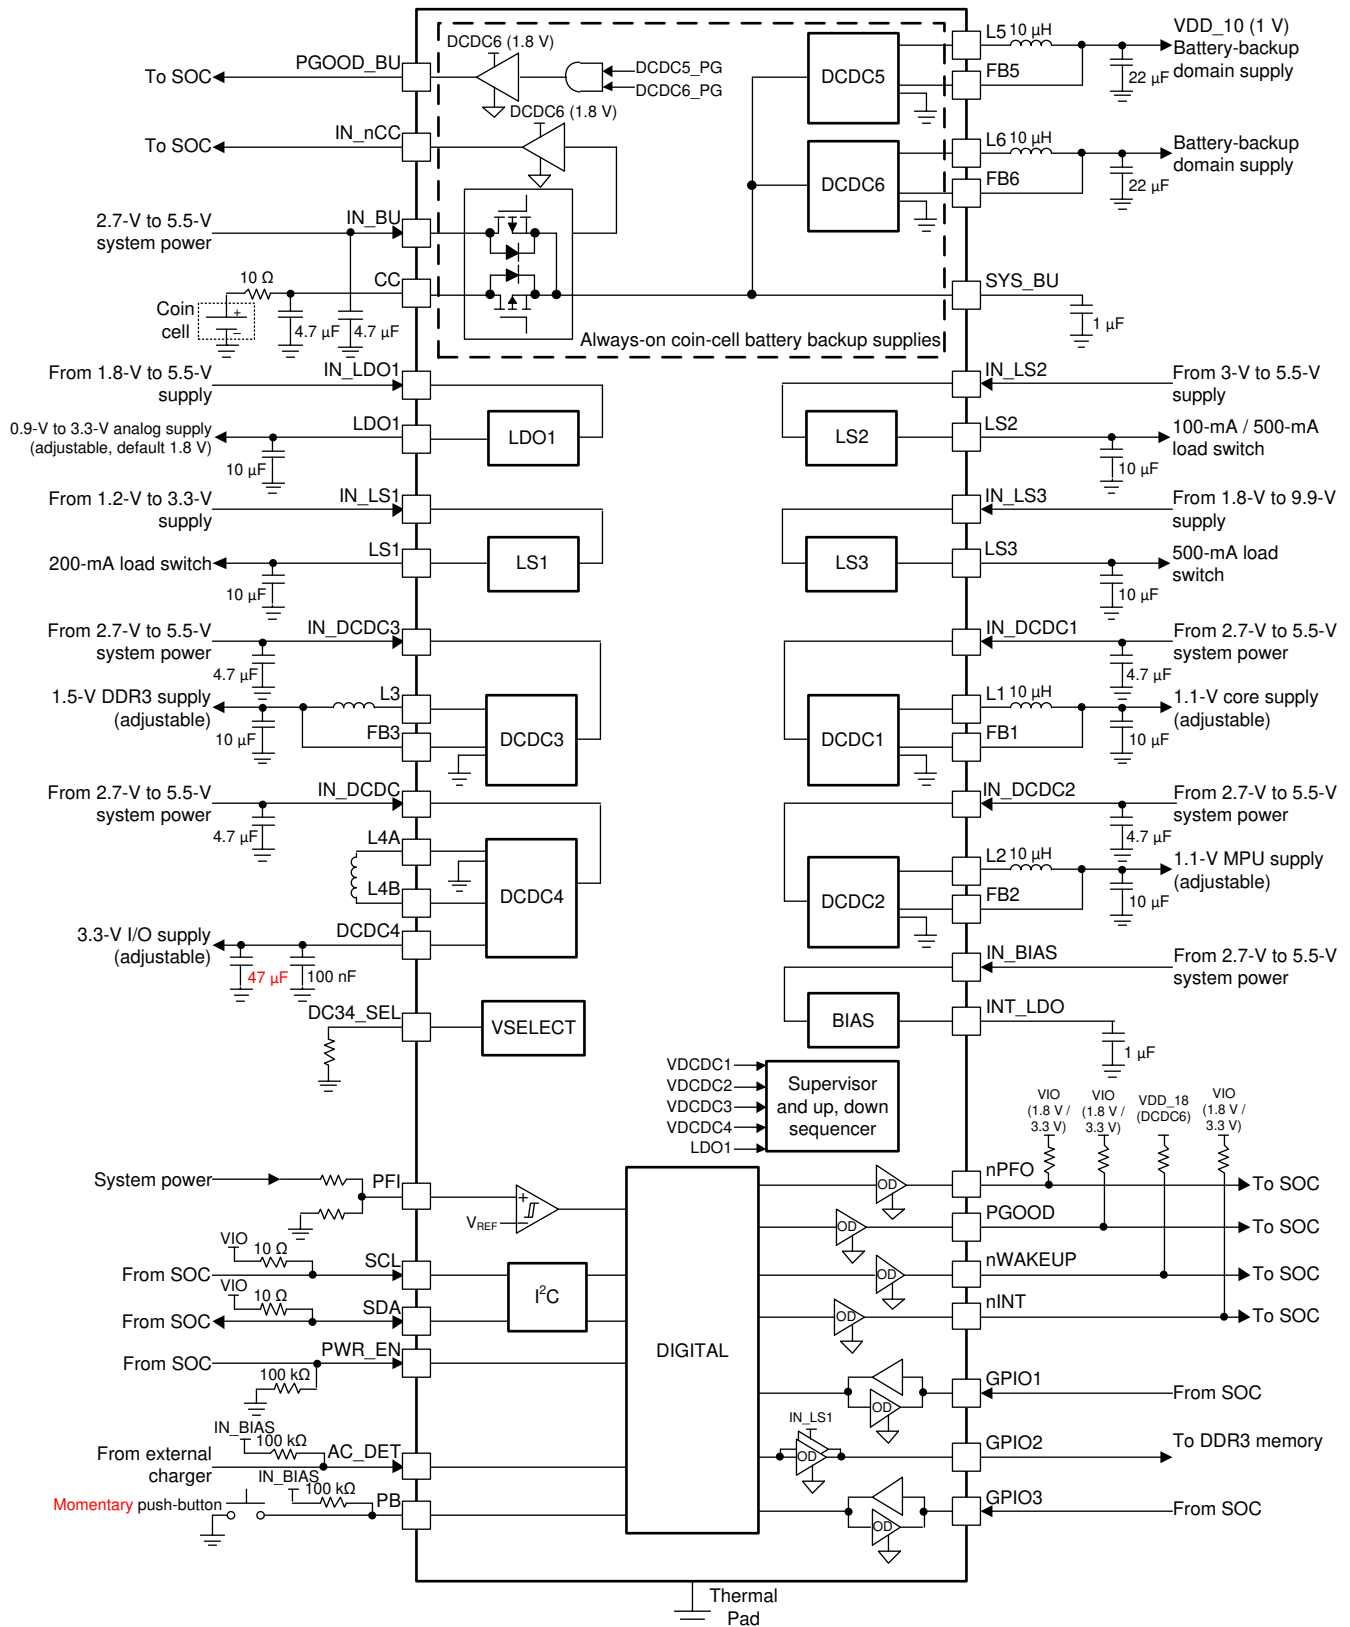 DCDC6 (1.8 V)
PGOOD_BU
To SOC
DCDC5_PG
DCDC6_PG
DCDC5
L5
10 µH
VDD_10 (1 V)
Battery-backup
domain supply
FB5
22 µF
DCDC6 (1.8 V)
IN_nCC
To SOC
DCDC6
L6
10 µH
Battery-backup
domain supply
FB6
22 µF
2.7-V to 5.5-V
system power
IN_BU
10 Ω
CC
Coin
cell
+
–
4.7 µF
4.7 µF
SYS_BU
1 µF
Always-on coin-cell battery backup supplies
From 1.8-V to 5.5-V
supply
IN_LDO1
0.9-V to 3.3-V analog supply
(adjustable, default 1.8 V)
LDO1
LDO1
10 µF
IN_LS2
From 3-V to 5.5-V
supply
LS2
LS2
100-mA / 500-mA
load switch
10 µF
From 1.2-V to 3.3-V
supply
IN_LS1
LS1
LS1
200-mA load switch
10 µF
IN_LS3
From 1.8-V to 9.9-V
supply
LS3
LS3
500-mA load
switch
10 µF
From 2.7-V to 5.5-V
system power
IN_DCDC3
4.7 µF
1.5-V DDR3 supply
(adjustable)
L3
10 µF
FB3
DCDC3
IN_DCDC1
From 2.7-V to 5.5-V
system power
4.7 µF
DCDC1
L1
10 µH
1.1-V core supply
(adjustable)
FB1
10 µF
From 2.7-V to 5.5-V
system power
IN_DCDC
4.7 µF
L4A
L4B
DCDC4
DCDC4
3.3-V I/O supply
(adjustable)
47 µF
100 nF
IN_DCDC2
From 2.7-V to 5.5-V
system power
4.7 µF
DCDC2
L2
10 µH
1.1-V MPU supply
(adjustable)
FB2
10 µF
DC34_SEL
VSELECT
IN_BIAS
From 2.7-V to 5.5-V
system power
BIAS
INT_LDO
1 µF
VDCDC1
VDCDC2
VDCDC3
VDCDC4
LDO1
Supervisor
and up, down
sequencer
VIO
(1.8 V /
3.3 V)
VIO
(1.8 V /
3.3 V)
VDD_18
(DCDC6)
VIO
(1.8 V /
3.3 V)
System power
PFI
VREF
+
–
DIGITAL
OD
nPFO
To SOC
OD
PGOOD
To SOC
OD
nWAKEUP
To SOC
OD
nINT
To SOC
VIO
10 Ω
SCL
From SOC
VIO
10 Ω
SDA
From SOC
I2C
PWR_EN
From SOC
100 kΩ
OD
GPIO1
From SOC
IN_BIAS
100 kΩ
AC_DET
From external
charger
IN_LS1
OD
GPIO2
To DDR3 memory
IN_BIAS
100 kΩ
PB
Momentary push-button
OD
GPIO3
From SOC
Thermal
Pad